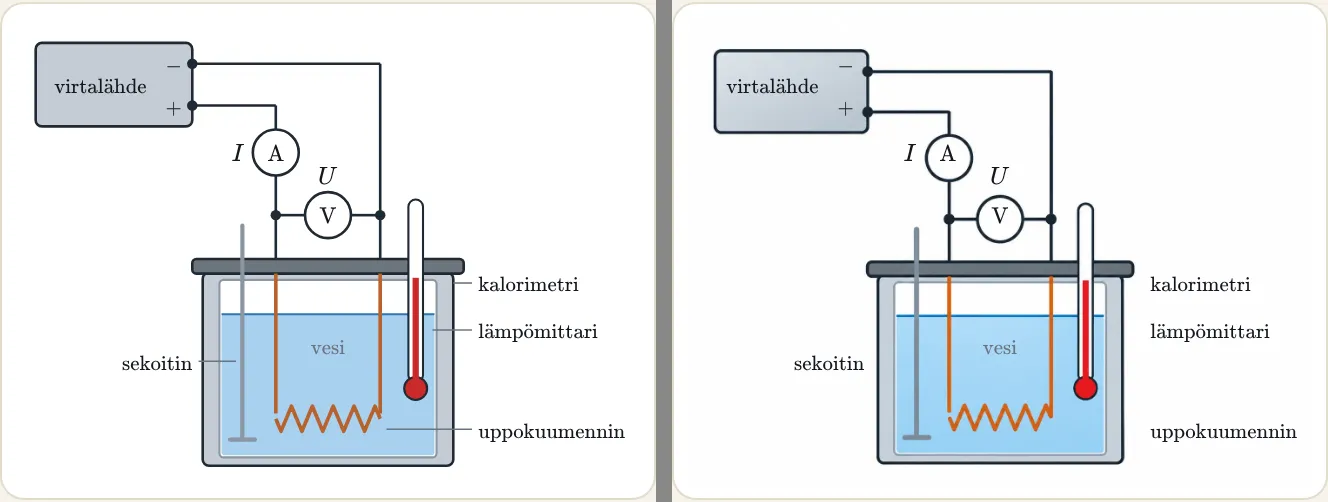 virtalähde
−
+
I
A
U
V
kalorimetri
lämpömittari
vesi
sekoitin
uppokuumennin
virtalähde
−
+
I
A
U
V
kalorimetri
lämpömittari
vesi
sekoitin
uppokuumennin